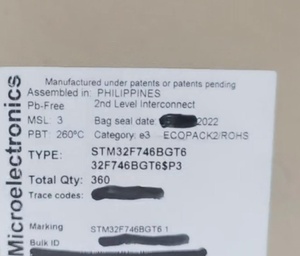 Microelectronics
Manufactured under patents or patents pending
Assembled in: PHILIPPINES
Pb-Free 2nd Level Interconnect
MSL: 3 Bag seal date: 2022
PBT: 260°C Category: e3 ECOPACK2/ROHS
TYPE: STM32F746BGT6
32F746BGT6$P3
Total Qty: 360
Trace codes:
Marking STM32F746BGT6 1
Bulk ID